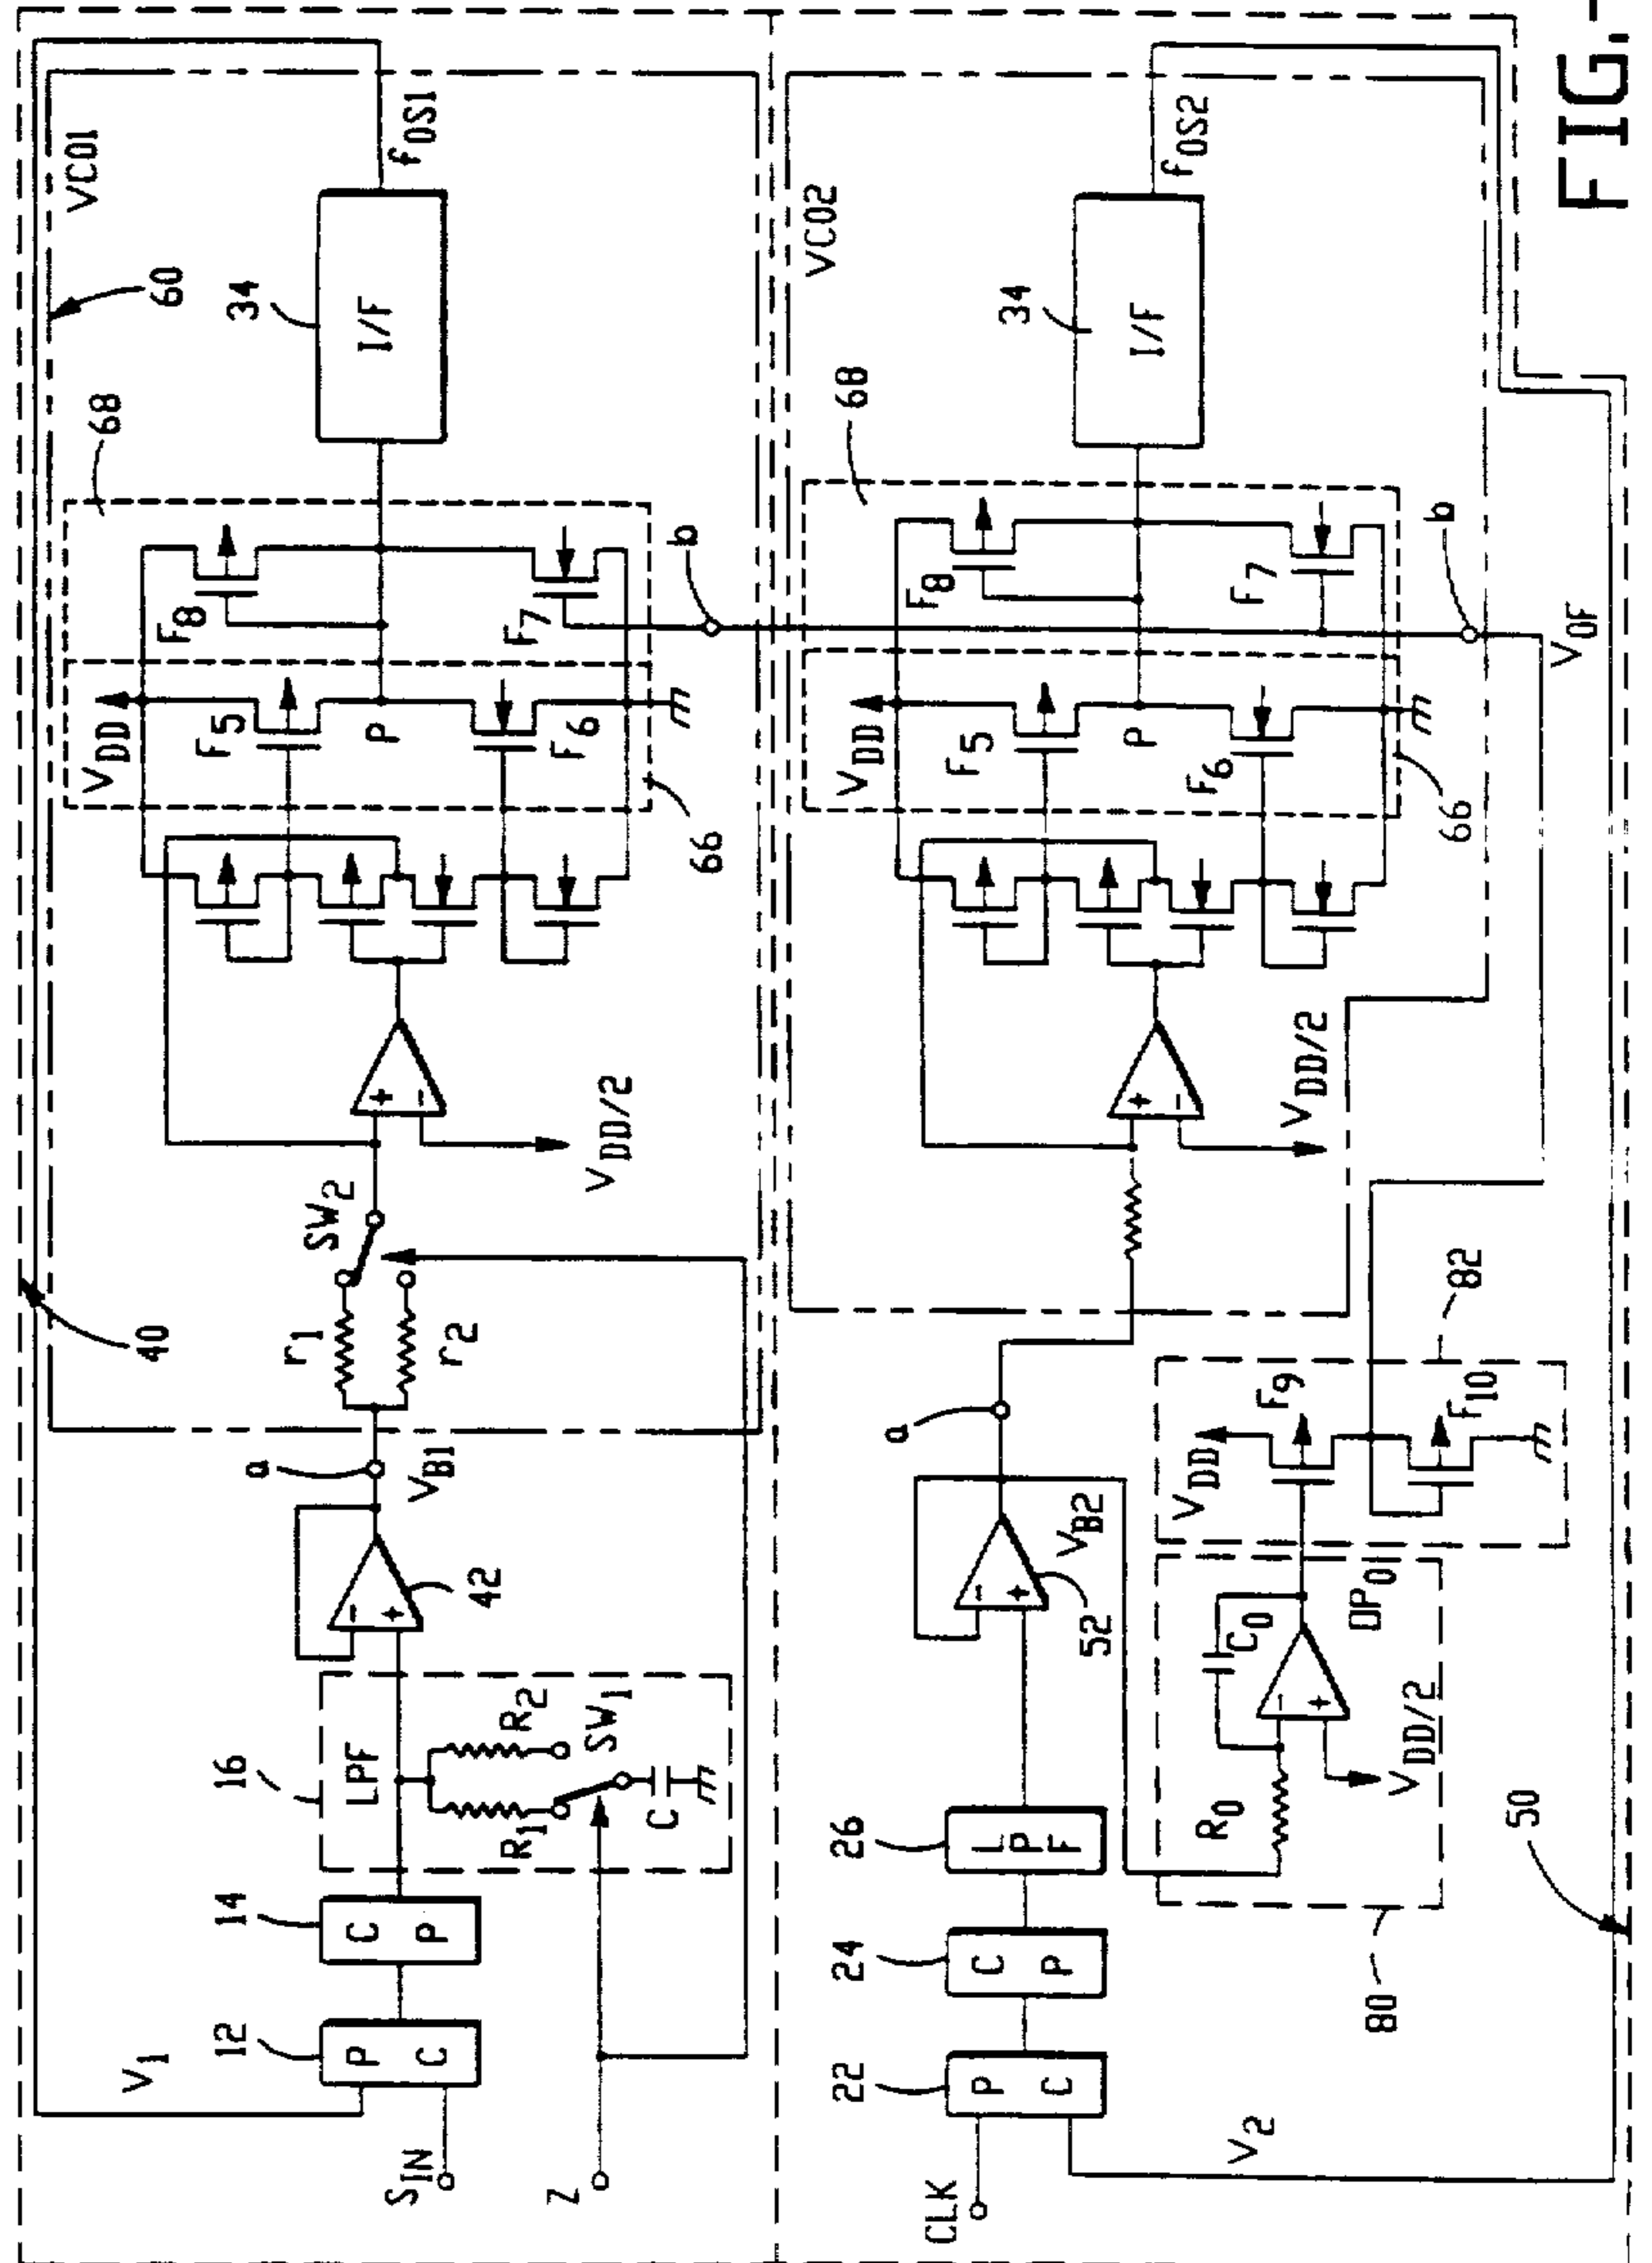 40
60
VCO1
V1
SIN
Z
12
P C
14
C P
16
LPF
R1
R2
SW1
C
42
- +
a
VB1
r1
r2
SW2
+ -
VDD/2
66
68
VDD
F5
F6
P
F8
F7
b
34
I/F
fOS1
VCO2
CLK
V2
22
P C
24
C P
26
L P F
52
- +
a
VB2
80
R0
C0
- +
OP01
VDD/2
82
VDD
F9
F10
50
+ -
VDD/2
66
68
VDD
F5
F6
P
F8
F7
b
VOF
34
I/F
fOS2
FIG.-